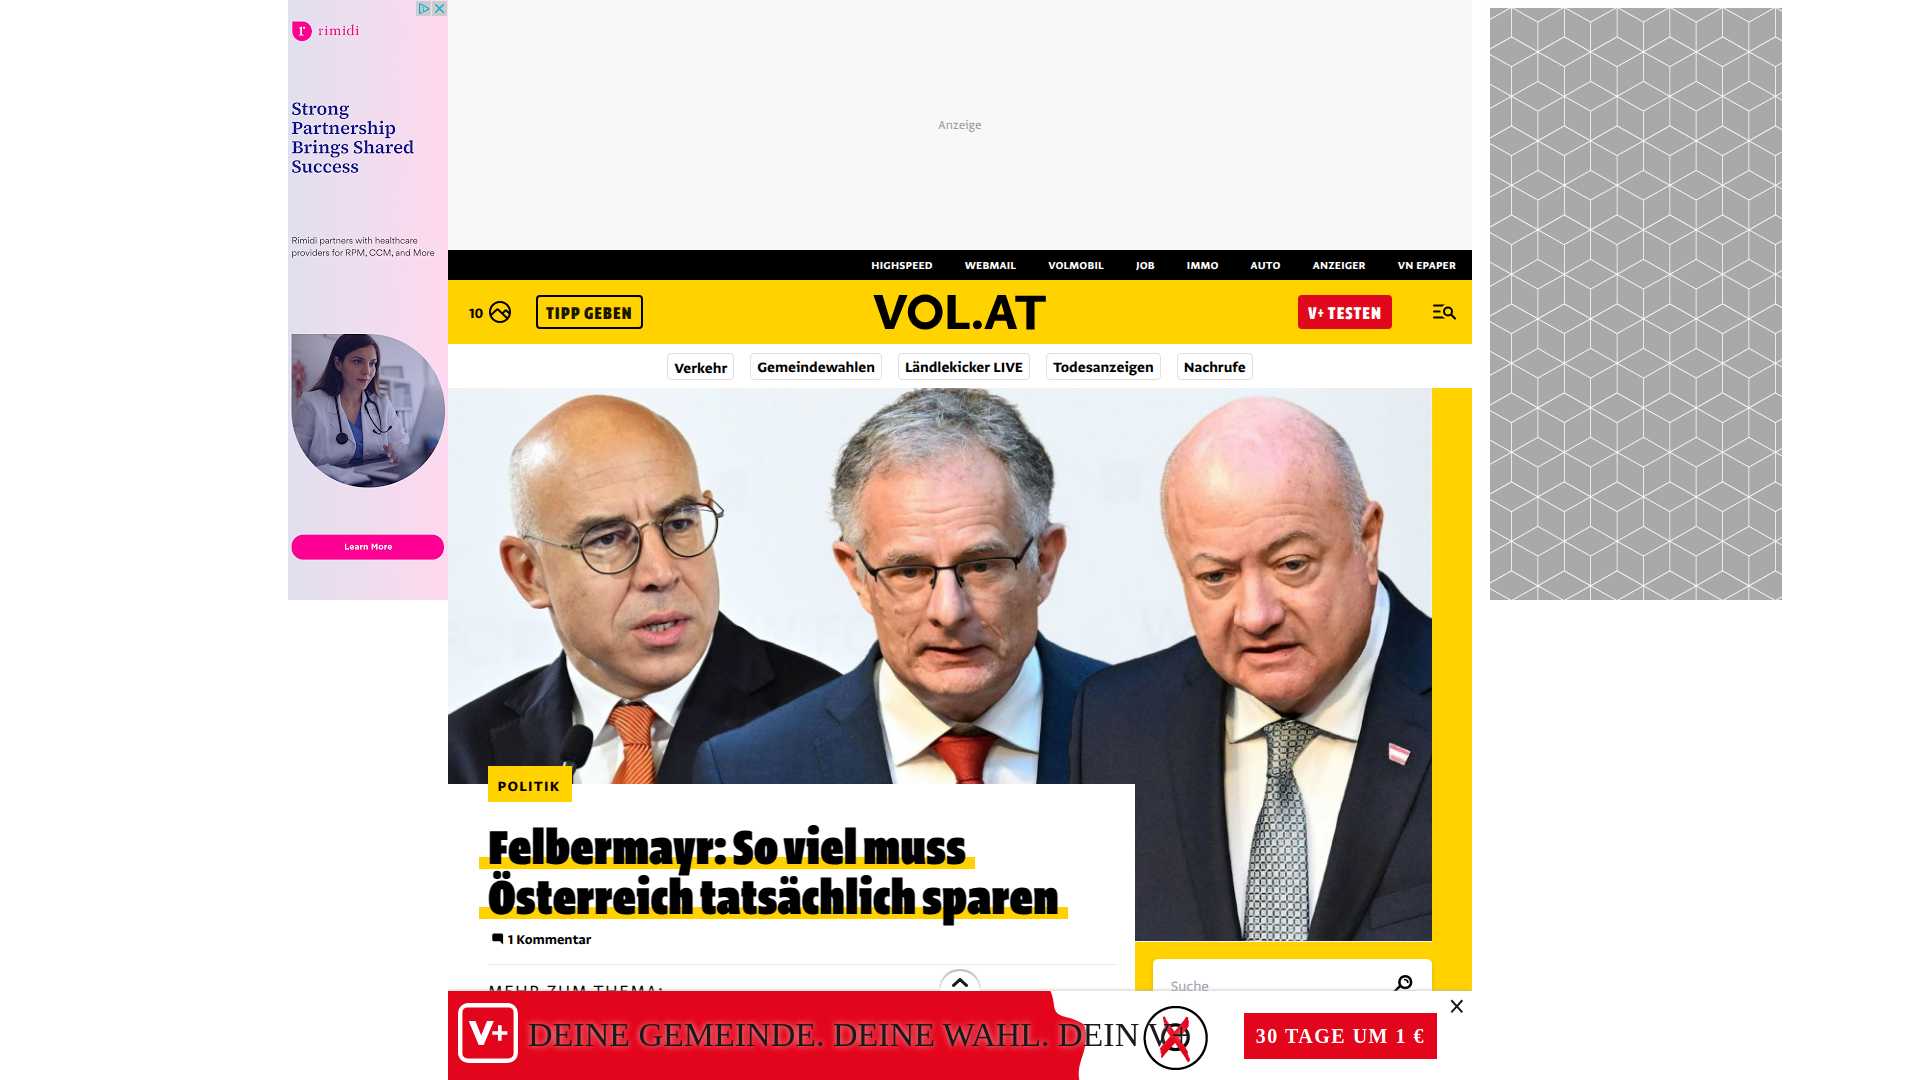 rimidi
Strong
Partnership
Brings Shared
Success
Rimidi partners with healthcare
providers for RPM, CCM, and More
Learn More
Anzeige
HIGHSPEED WEBMAIL VOLMOBIL JOB IMMO AUTO ANZEIGER VN EPAPER
10 TIPP GEBEN VOL.AT V+ TESTEN
Verkehr Gemeindewahlen Ländlekicker LIVE Todesanzeigen Nachrufe
POLITIK
Felbermayr: So viel muss
Österreich tatsächlich sparen
1 Kommentar
MEHR ZUM THEMA:
Suche
V+ DEINE GEMEINDE. DEINE WAHL. DEIN V+ 30 TAGE UM 1 €